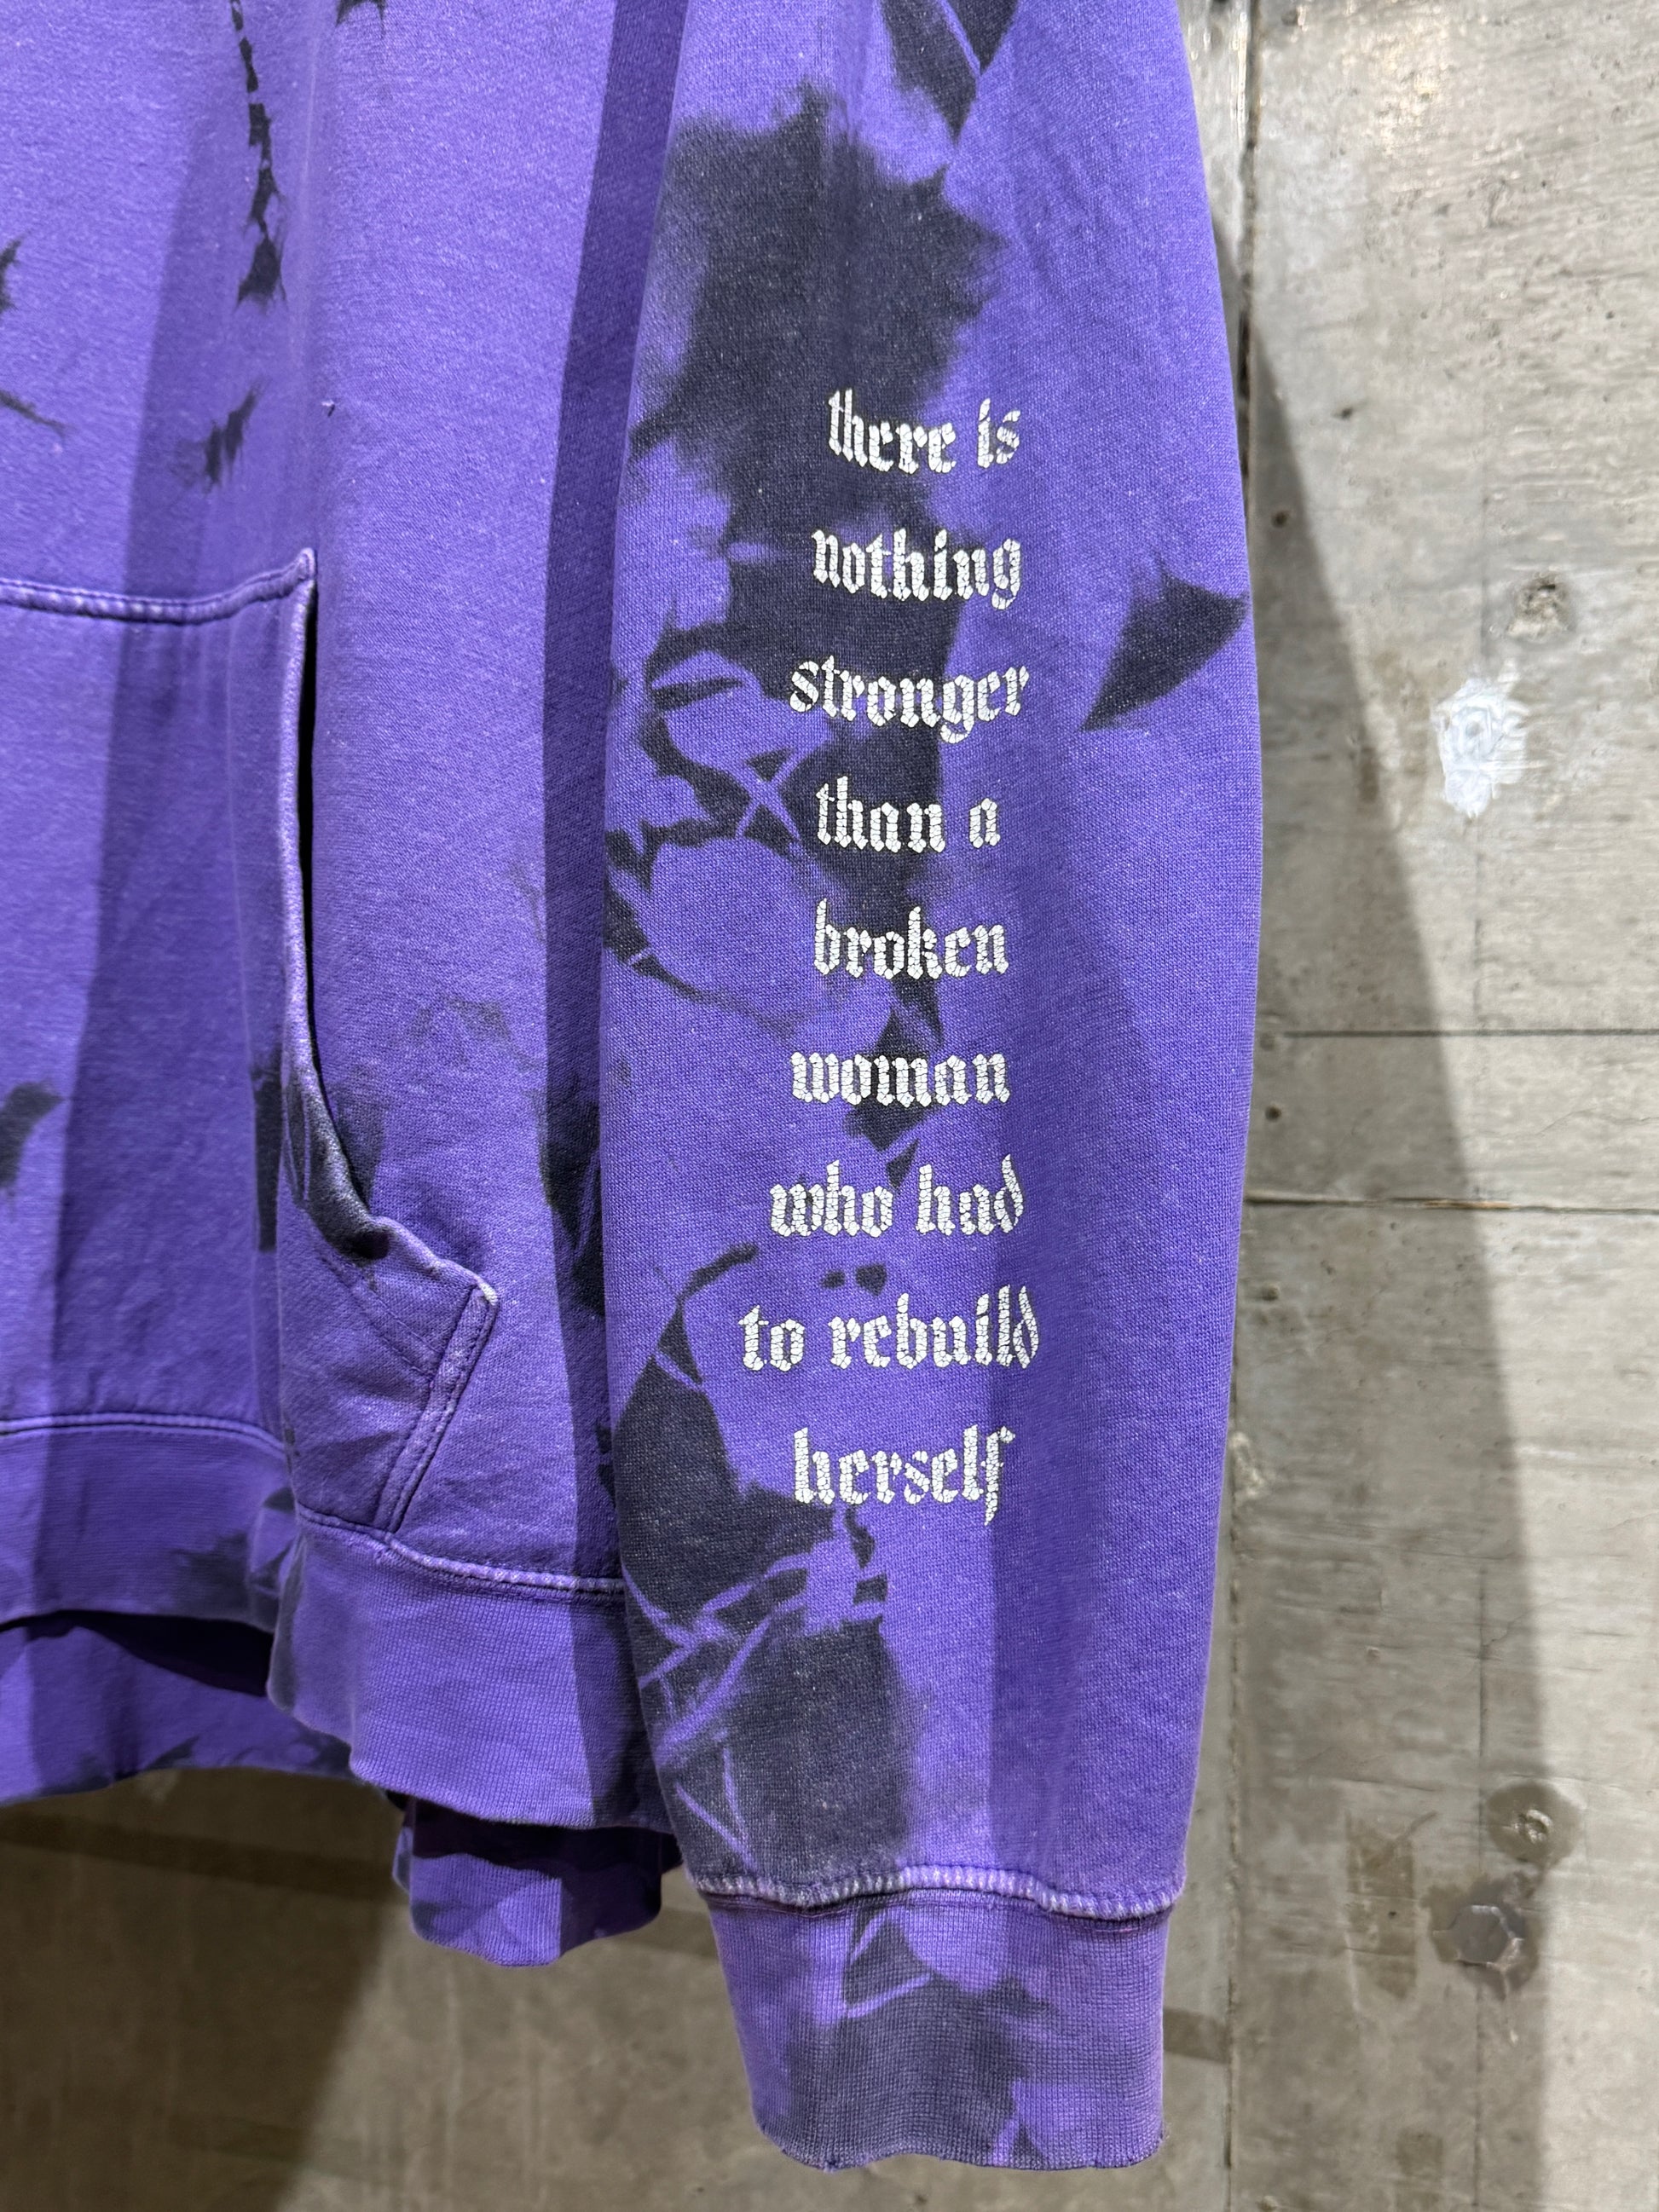 there is
nothing
stronger
than a
broken
woman
who had
to rebuild
herself